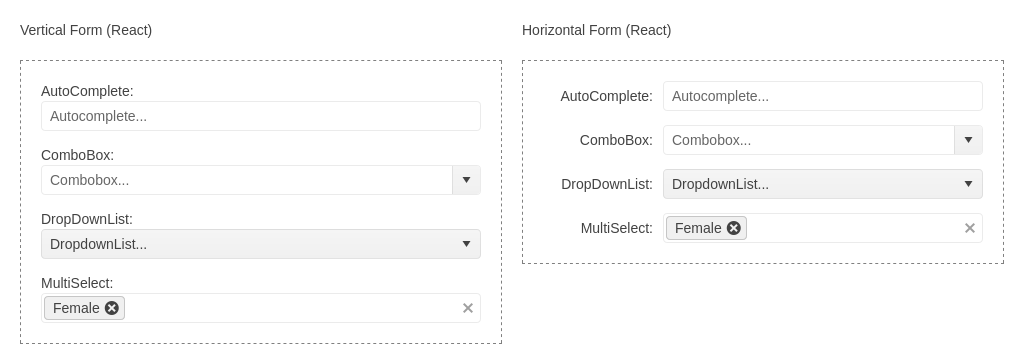 Vertical Form (React)
AutoComplete:
Autocomplete...
ComboBox:
Combobox...
DropDownList:
DropdownList...
MultiSelect:
Female
Horizontal Form (React)
AutoComplete: Autocomplete...
ComboBox: Combobox...
DropDownList: DropdownList...
MultiSelect: Female